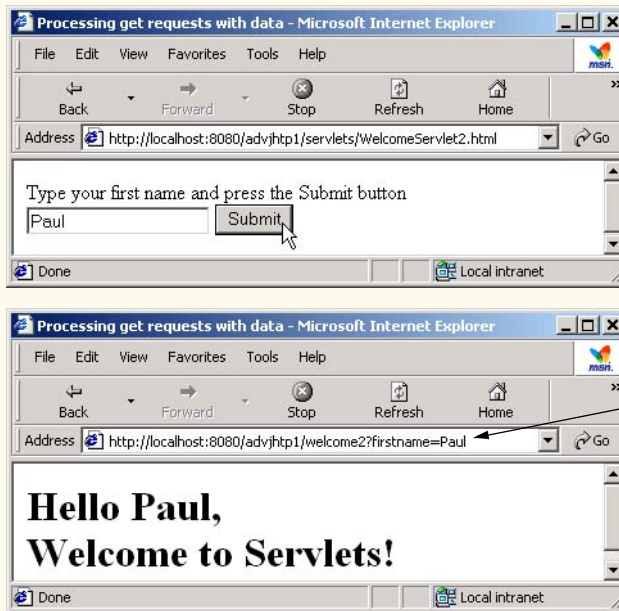 Processing get requests with data - Microsoft Internet Explorer
File Edit View Favorites Tools Help
msn.
Back Forward Stop Refresh Home »
Address http://localhost:8080/advjhtp1/servlets/WelcomeServlet2.html Go
Type your first name and press the Submit button
Paul Submit
Done Local intranet
Processing get requests with data - Microsoft Internet Explorer
File Edit View Favorites Tools Help
msn.
Back Forward Stop Refresh Home »
Address http://localhost:8080/advjhtp1/welcome2?firstname=Paul Go
Hello Paul,
Welcome to Servlets!
Done Local intranet